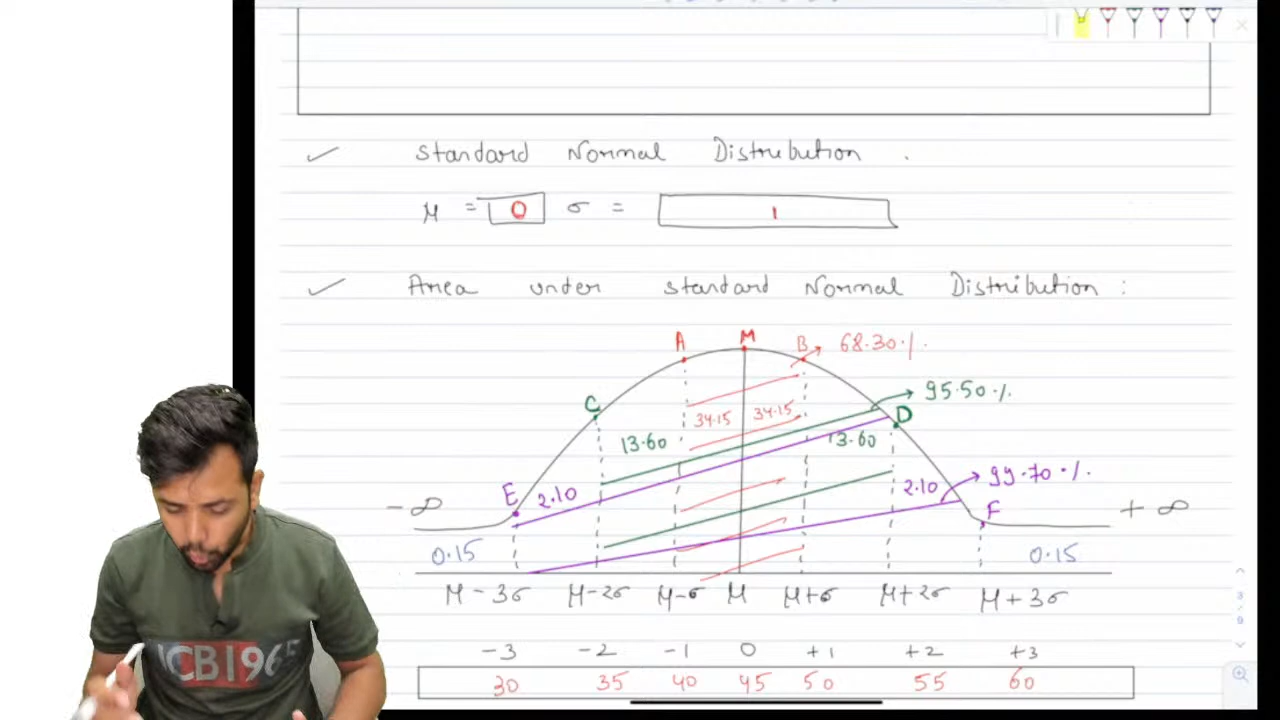 ✓ Standard Normal Distribution .
μ = 0 σ = 1
✓ Area under standard Normal Distribution :
A M B 68.30·/.
C 95.50·/.
34.15 34.15 D
13.60 13.60
E 2.10 2.10 99.70·/.
-∞ F +∞
0.15 0.15
μ-3σ μ-2σ μ-σ μ μ+σ μ+2σ μ+3σ
-3 -2 -1 0 +1 +2 +3
30 35 40 45 50 55 60
3
9